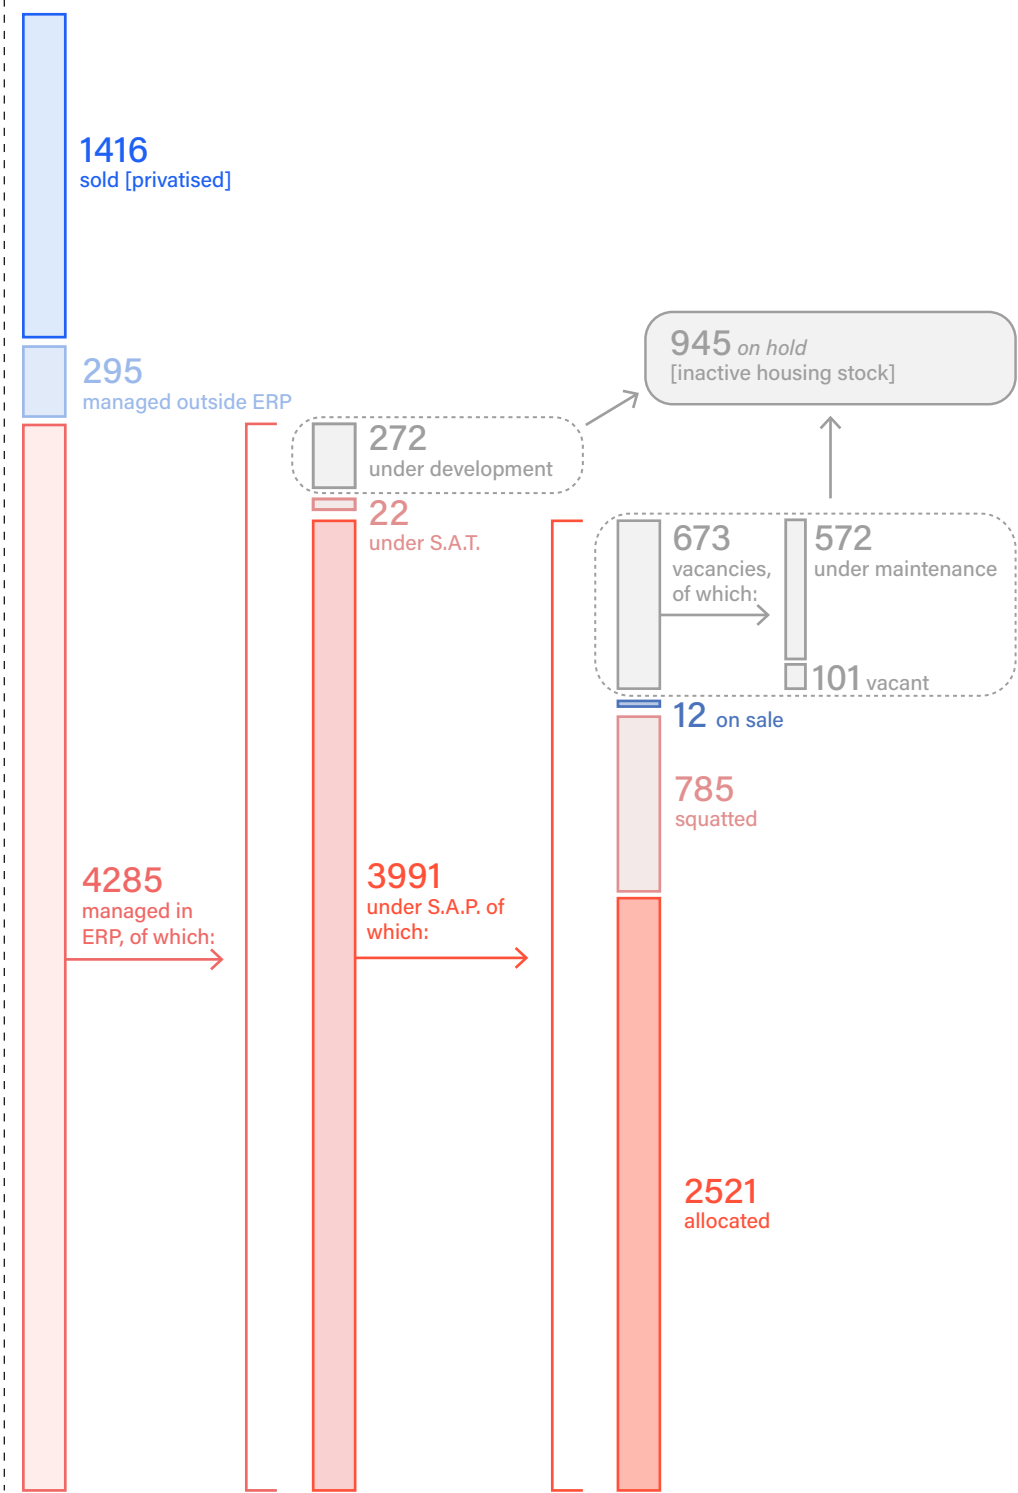 1416
sold [privatised]
295
managed outside ERP
4285
managed in
ERP, of which:
272
under development
22
under S.A.T.
3991
under S.A.P. of
which:
945 on hold
[inactive housing stock]
673
vacancies,
of which:
572
under maintenance
101 vacant
12 on sale
785
squatted
2521
allocated